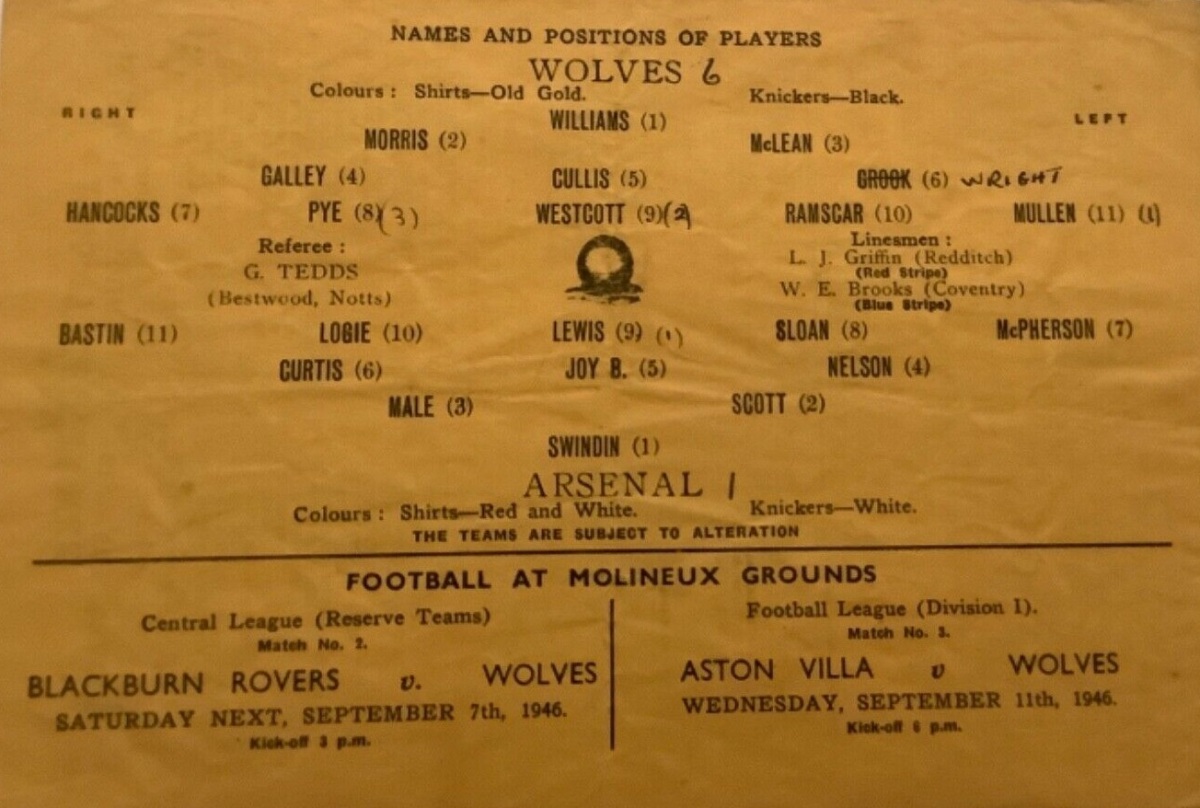 NAMES AND POSITIONS OF PLAYERS
WOLVES 6
Colours : Shirts—Old Gold. Knickers—Black.
RIGHT LEFT
WILLIAMS (1)
MORRIS (2) McLEAN (3)
GALLEY (4) CULLIS (5) CROOK (6) WRIGHT
HANCOCKS (7) PYE (8) (3) WESTCOTT (9) (2) RAMSCAR (10) MULLEN (11) (1)
Referee :
G. TEDDS
(Bestwood, Notts)
Linesmen :
L. J. Griffin (Redditch)
(Red Stripe)
W. E. Brooks (Coventry)
(Blue Stripe)
BASTIN (11) LOGIE (10) LEWIS (9) (1) SLOAN (8) McPHERSON (7)
CURTIS (6) JOY B. (5) NELSON (4)
MALE (3) SCOTT (2)
SWINDIN (1)
ARSENAL 1
Colours : Shirts—Red and White. Knickers—White.
THE TEAMS ARE SUBJECT TO ALTERATION
FOOTBALL AT MOLINEUX GROUNDS
Central League (Reserve Teams)
Match No. 2.
BLACKBURN ROVERS v. WOLVES
SATURDAY NEXT, SEPTEMBER 7th, 1946.
Kick-off 3 p.m.
Football League (Division I).
Match No. 3.
ASTON VILLA v WOLVES
WEDNESDAY, SEPTEMBER 11th, 1946.
Kick-off 6 p.m.